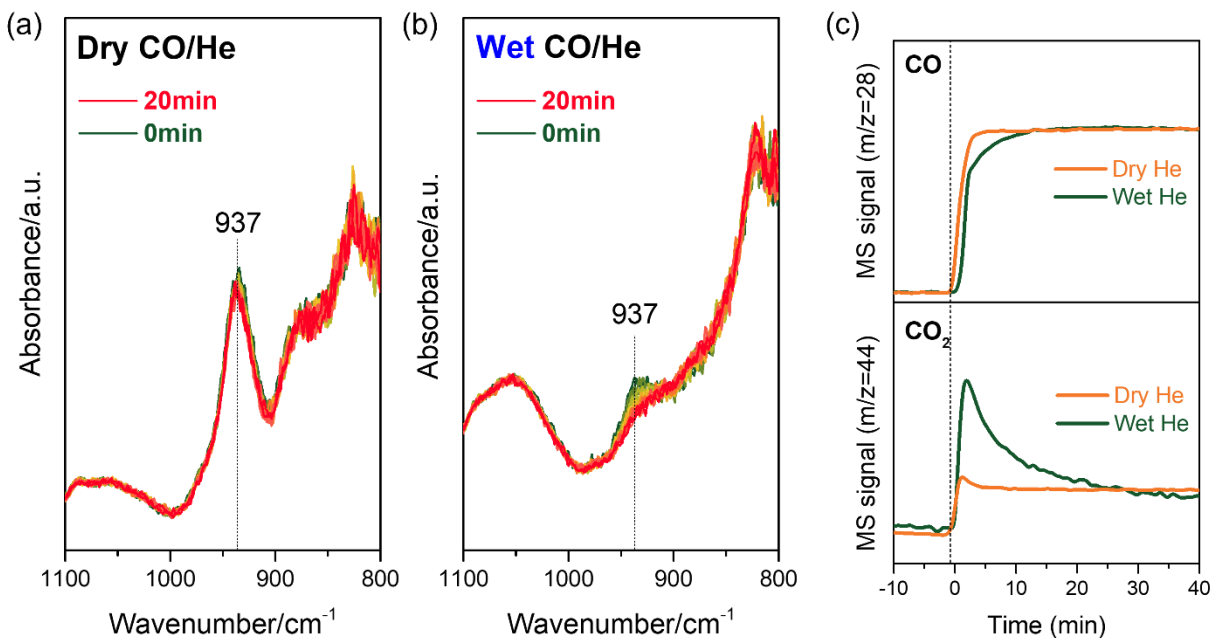 (a)
Dry CO/He
20min
0min
937
Absorbance/a.u.
1100 1000 900 800
Wavenumber/cm⁻¹
(b)
Wet CO/He
20min
0min
937
Absorbance/a.u.
1100 1000 900 800
Wavenumber/cm⁻¹
(c)
CO
Dry He
Wet He
MS signal (m/z=28)
CO₂
Dry He
Wet He
MS signal (m/z=44)
-10 0 10 20 30 40
Time (min)